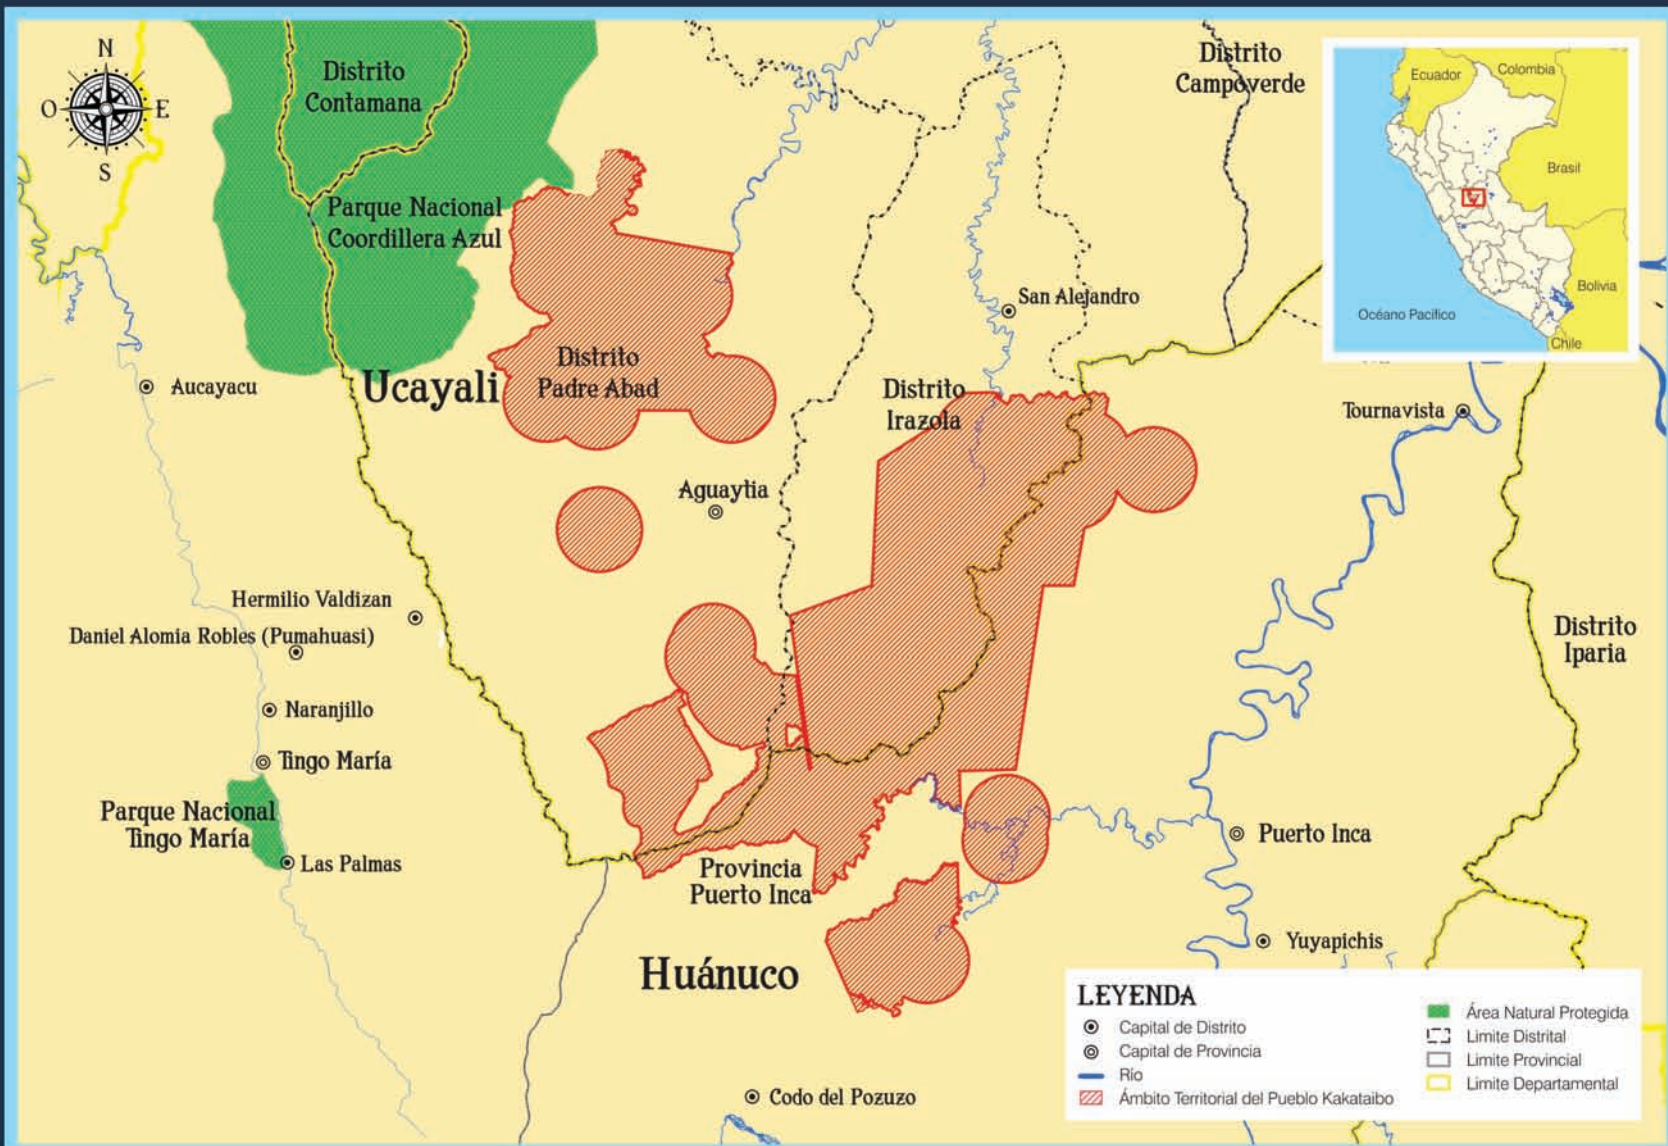 N
O
E
S
Distrito
Contamana
Parque Nacional
Coordillera Azul
Distrito
Campoverde
Ecuador
Colombia
Brasil
Bolivia
Océano Pacífico
Chile
San Alejandro
Distrito
Padre Abad
Ucayali
Aucayacu
Distrito
Irazola
Tournavista
Aguaytia
Hermilio Valdizan
Daniel Alomia Robles (Pumahuasi)
Distrito
Iparia
Naranjillo
Tingo María
Parque Nacional
Tingo María
Las Palmas
Puerto Inca
Provincia
Puerto Inca
Yuyapichis
Huánuco
Codo del Pozuzo
LEYENDA
Capital de Distrito
Capital de Provincia
Río
Ámbito Territorial del Pueblo Kakataibo
Área Natural Protegida
Limite Distrital
Limite Provincial
Limite Departamental